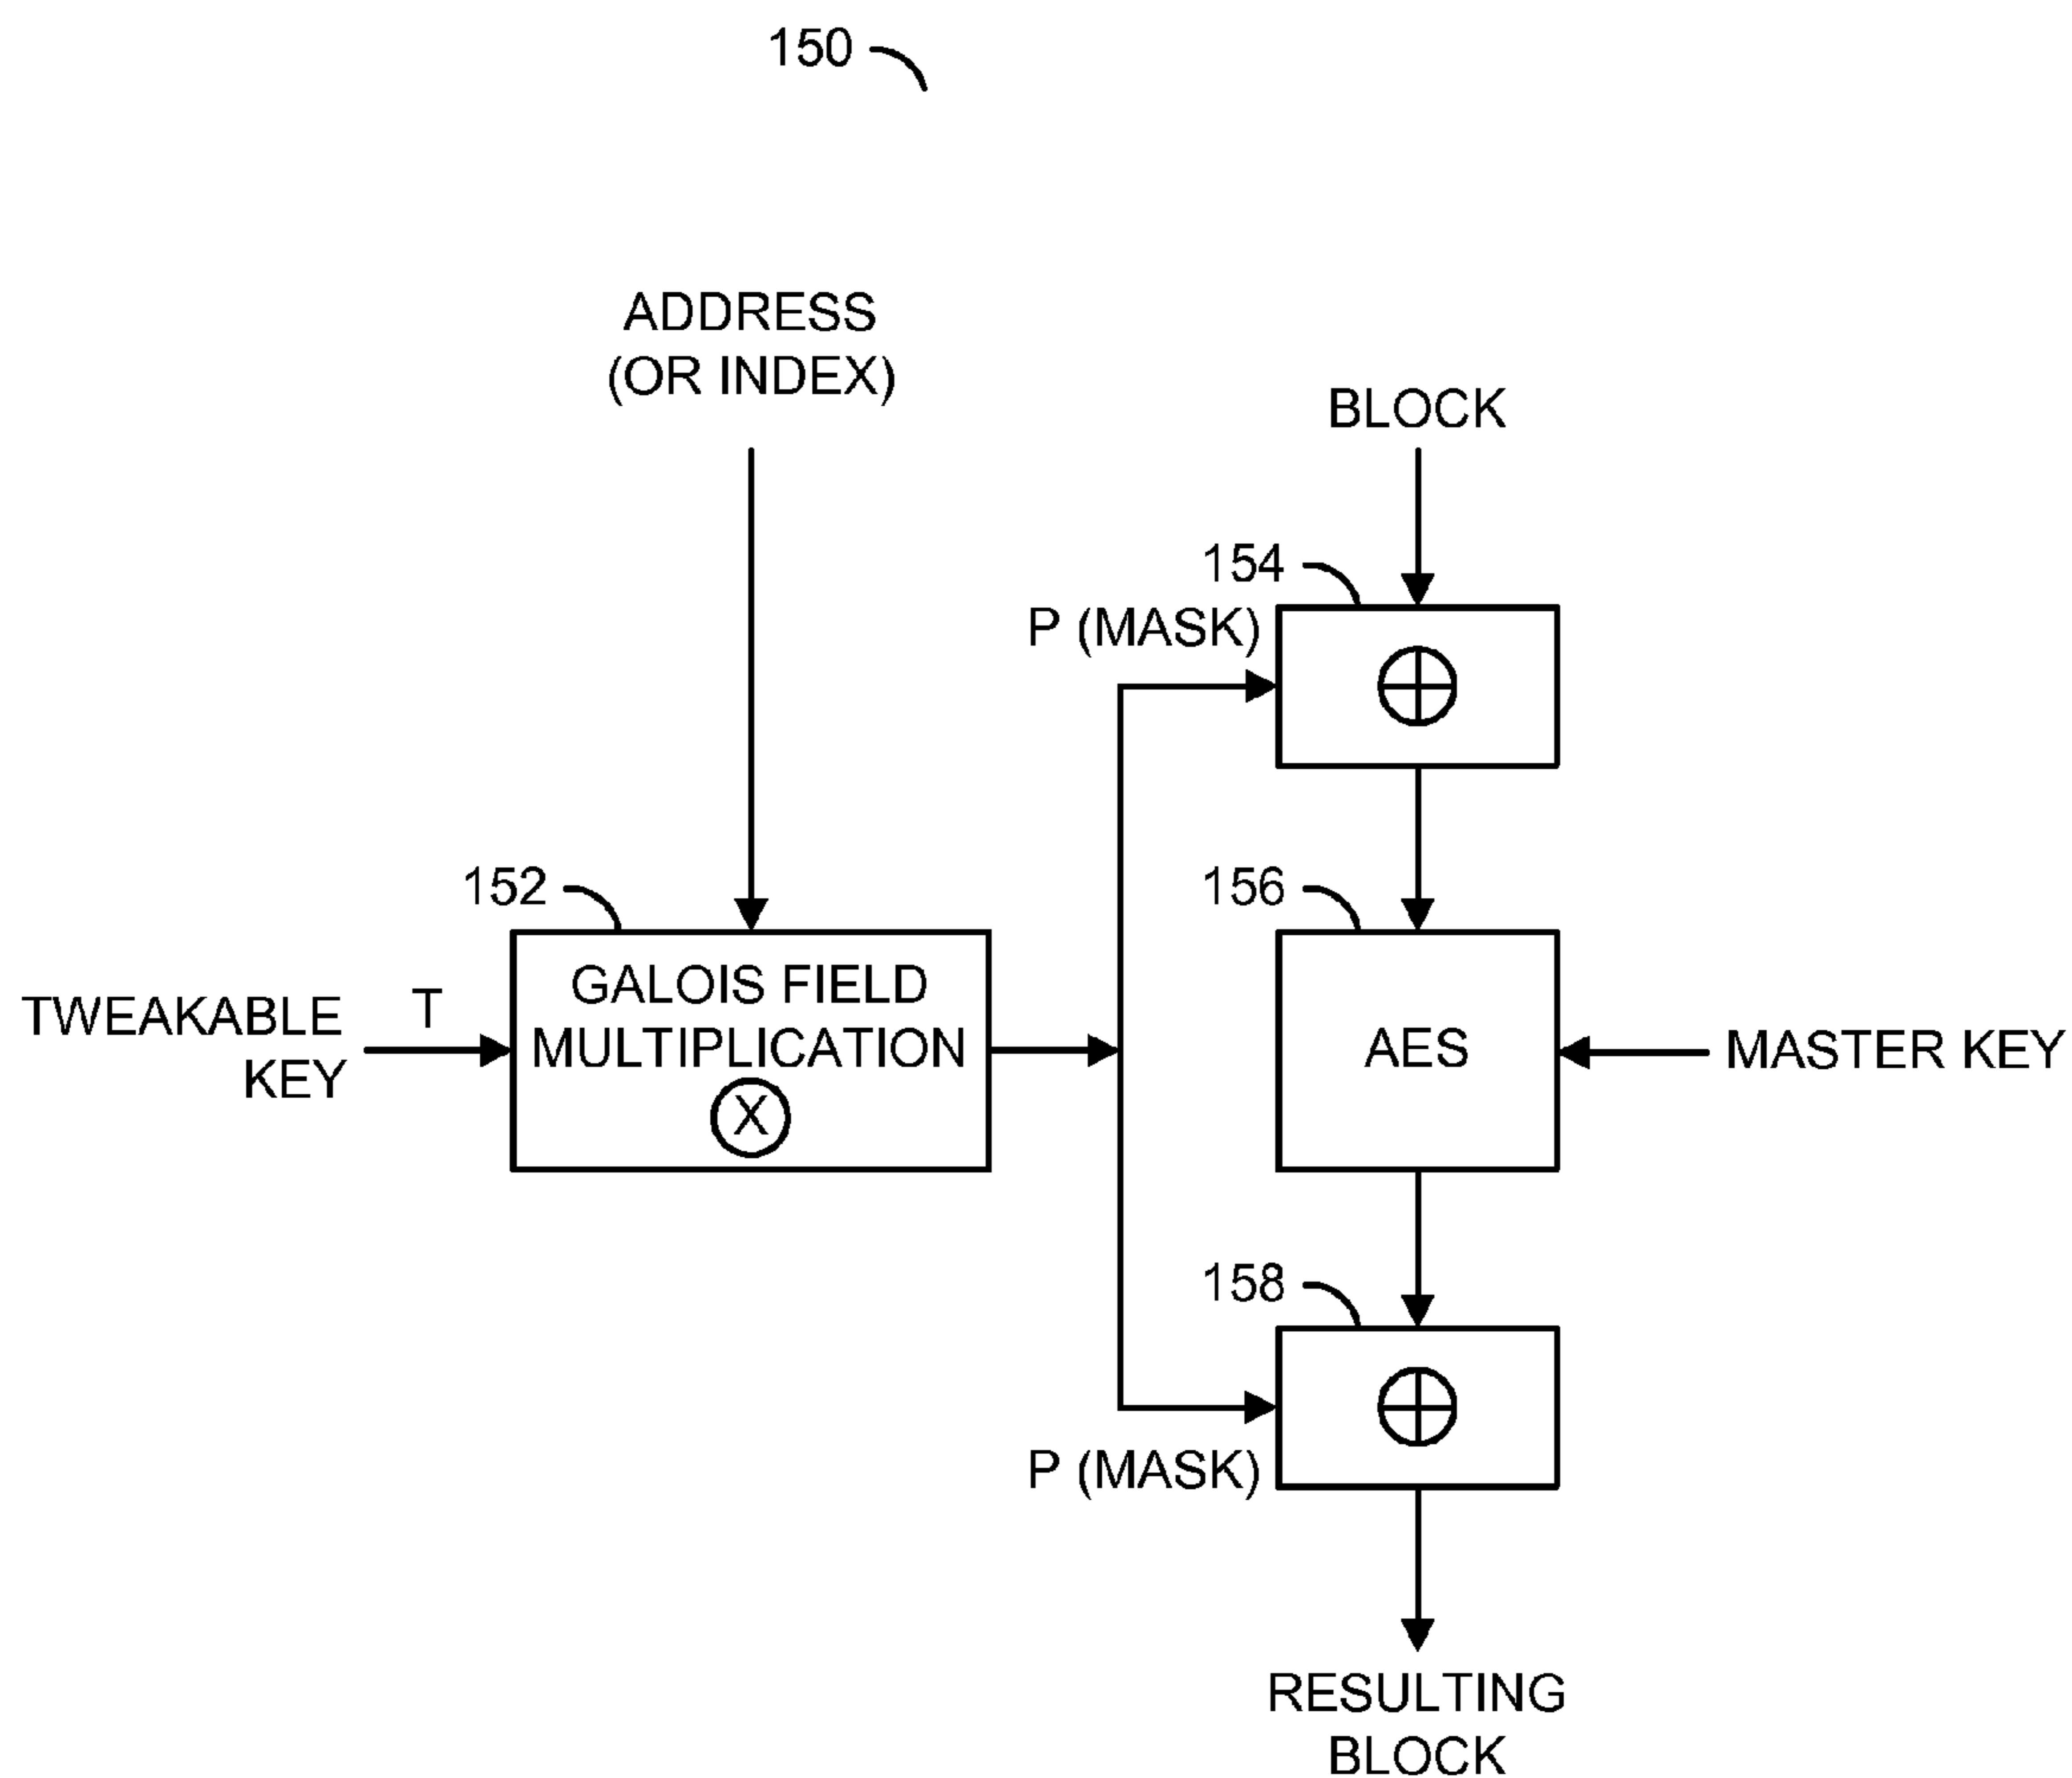 150
ADDRESS
(OR INDEX)
BLOCK
154
P (MASK)
152
156
GALOIS FIELD
MULTIPLICATION
X
TWEAKABLE
KEY
T
AES
MASTER KEY
158
P (MASK)
RESULTING
BLOCK